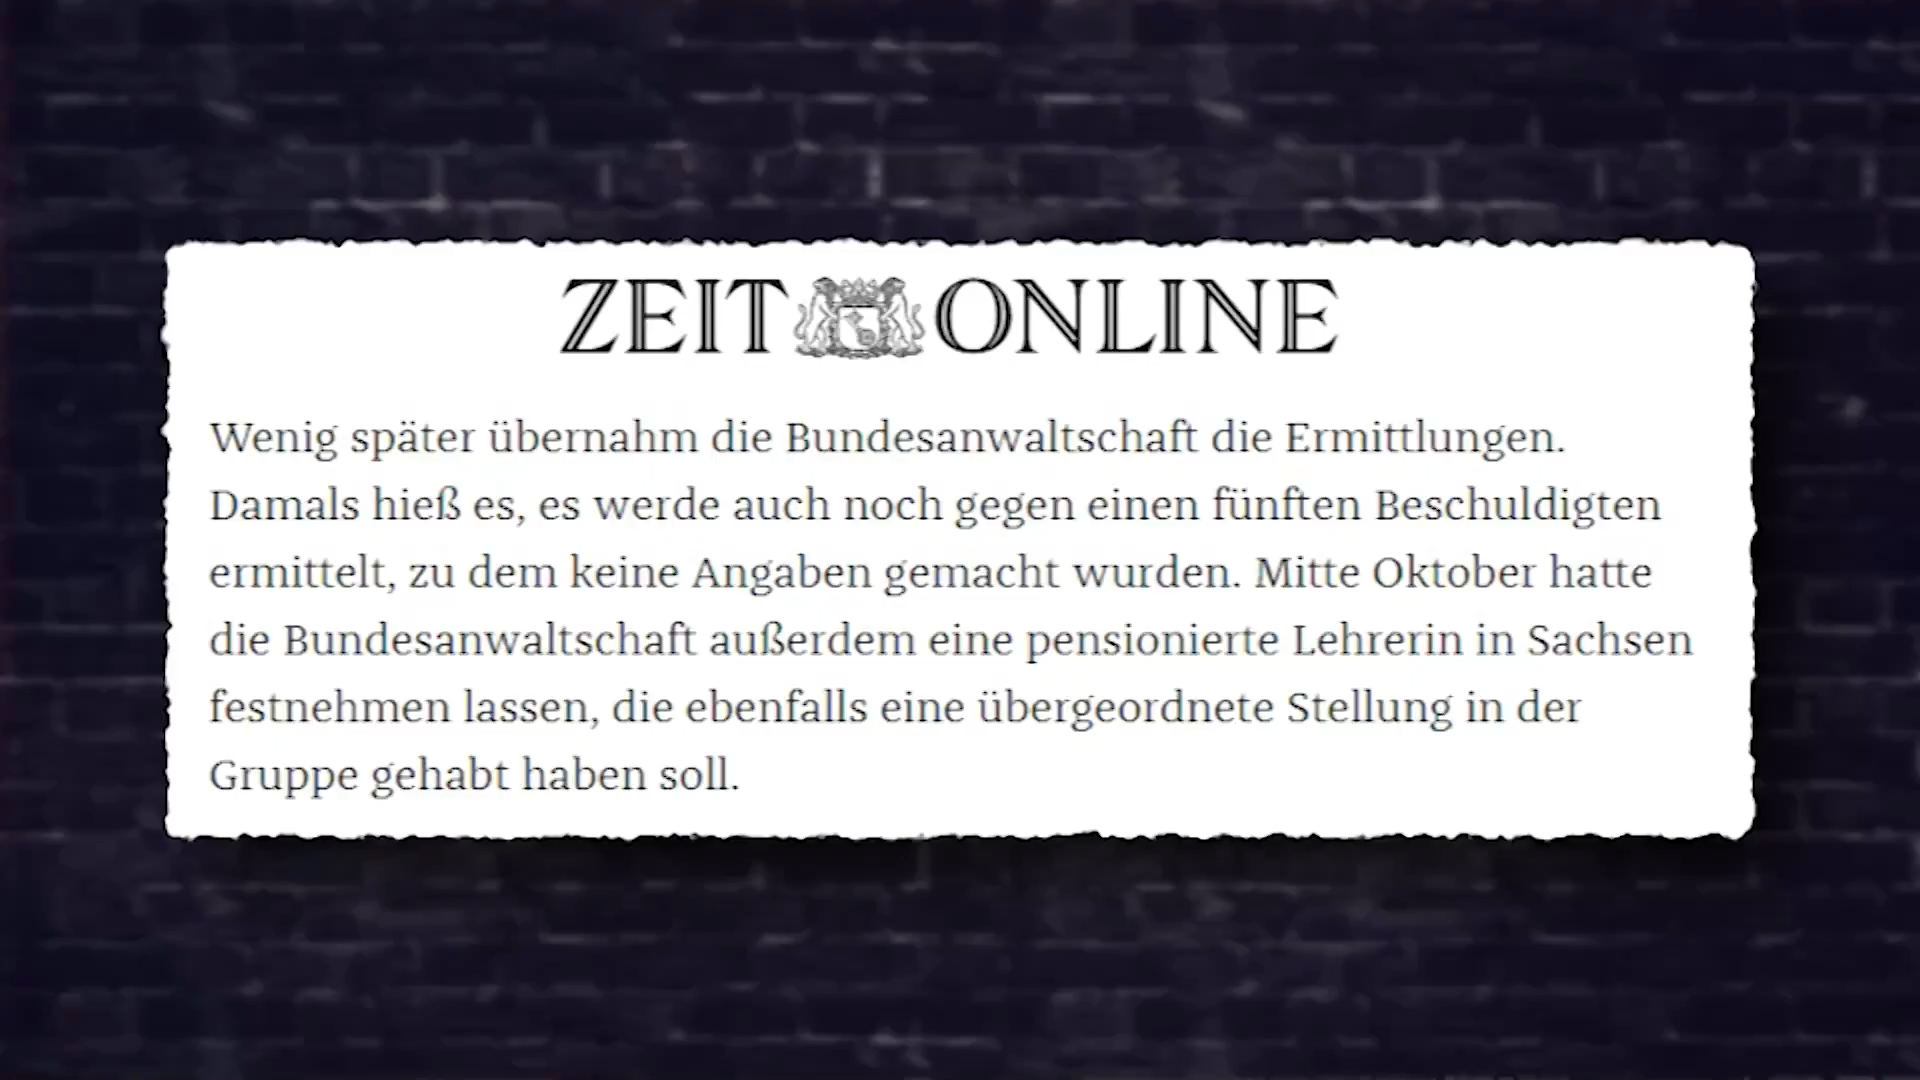 ZEIT ONLINE
Wenig später übernahm die Bundesanwaltschaft die Ermittlungen.
Damals hieß es, es werde auch noch gegen einen fünften Beschuldigten
ermittelt, zu dem keine Angaben gemacht wurden. Mitte Oktober hatte
die Bundesanwaltschaft außerdem eine pensionierte Lehrerin in Sachsen
festnehmen lassen, die ebenfalls eine übergeordnete Stellung in der
Gruppe gehabt haben soll.